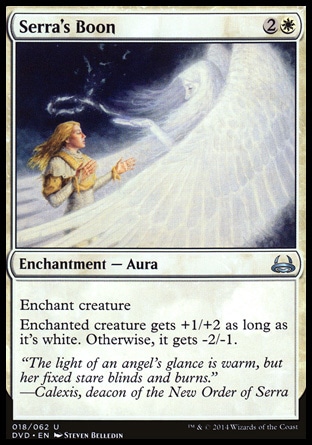 Serra's Boon 2
Enchantment — Aura
Enchant creature
Enchanted creature gets +1/+2 as long as
it's white. Otherwise, it gets -2/-1.
"The light of an angel's glance is warm, but
her fixed stare blinds and burns."
—Calexis, deacon of the New Order of Serra
018/062 U
DVD • EN Steven Belledin
™ & © 2014 Wizards of the Coast